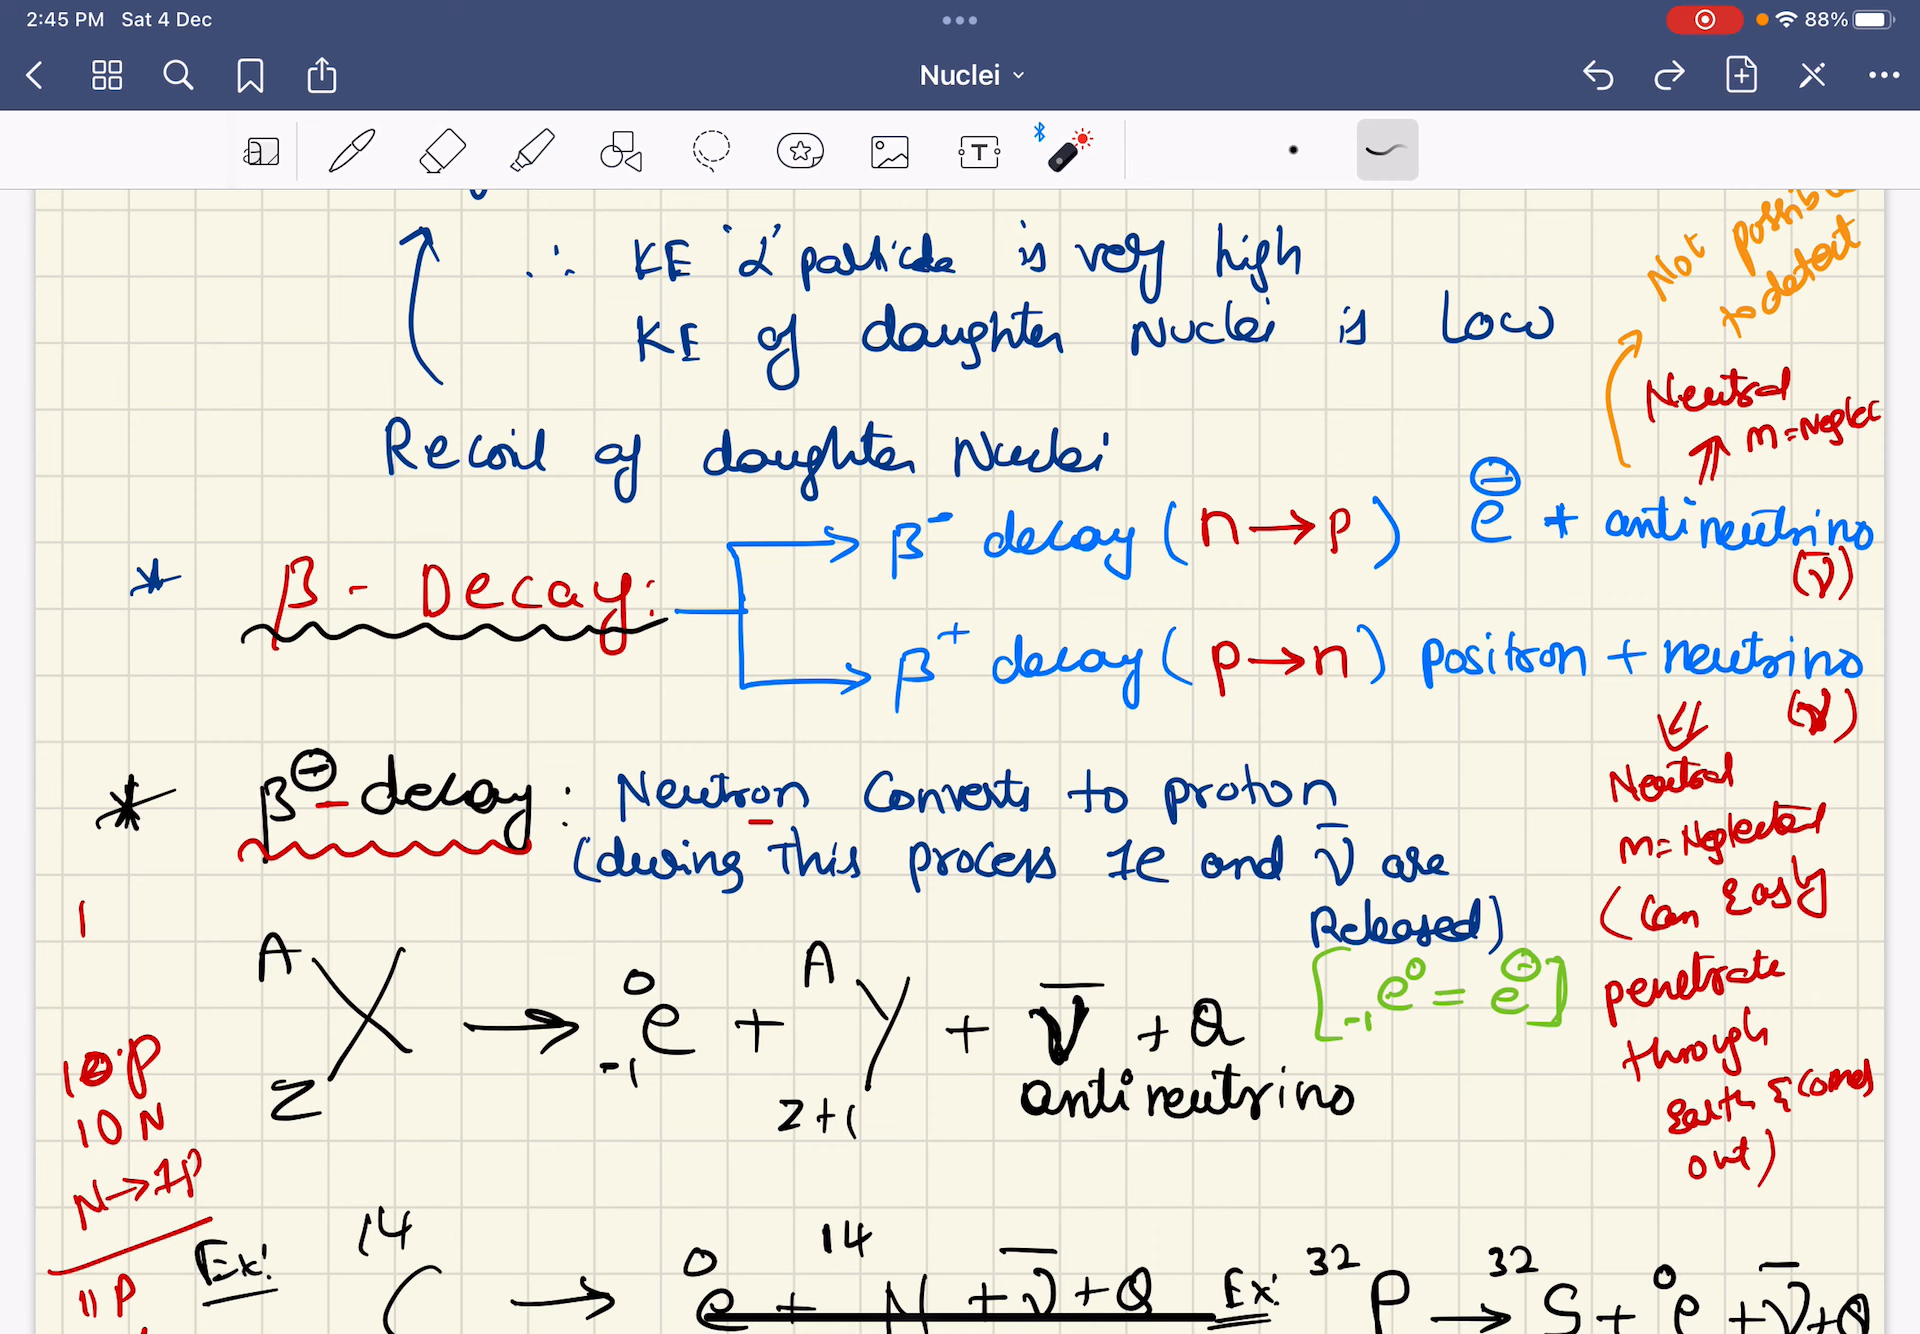 2:45 PM Sat 4 Dec
88%
Nuclei
∴ KE 'α' particle is very high
KE of daughter Nuclei is Low
Not possible
to detect
Neutral
m = Neglec
Recoil of daughter Nuclei
* β - Decay:
β⁻ decay (n → p) e⊖ + antineutrino
(ν̄)
β⁺ decay (p → n) positron + neutrino
(ν)
Neutral
m = Neglected
(Can Easly
penetrate
through
Earth & comes
out)
* β⊖ - decay : Neutron Converts to proton
(during This process 1e and ν̄ are
Released)
[₋₁e⁰ = e⊖]
ᴬ_Z X → ⁰₋₁e + ᴬ_Z+1 Y + ν̄ + Q
antineutrino
1
10 P
10 N
N → 1P
11 P
Ex: ¹⁴C → ⁰e + ¹⁴N + ν̄ + Q
Ex: ³²P → ³²S + ⁰e + ν̄ + Q